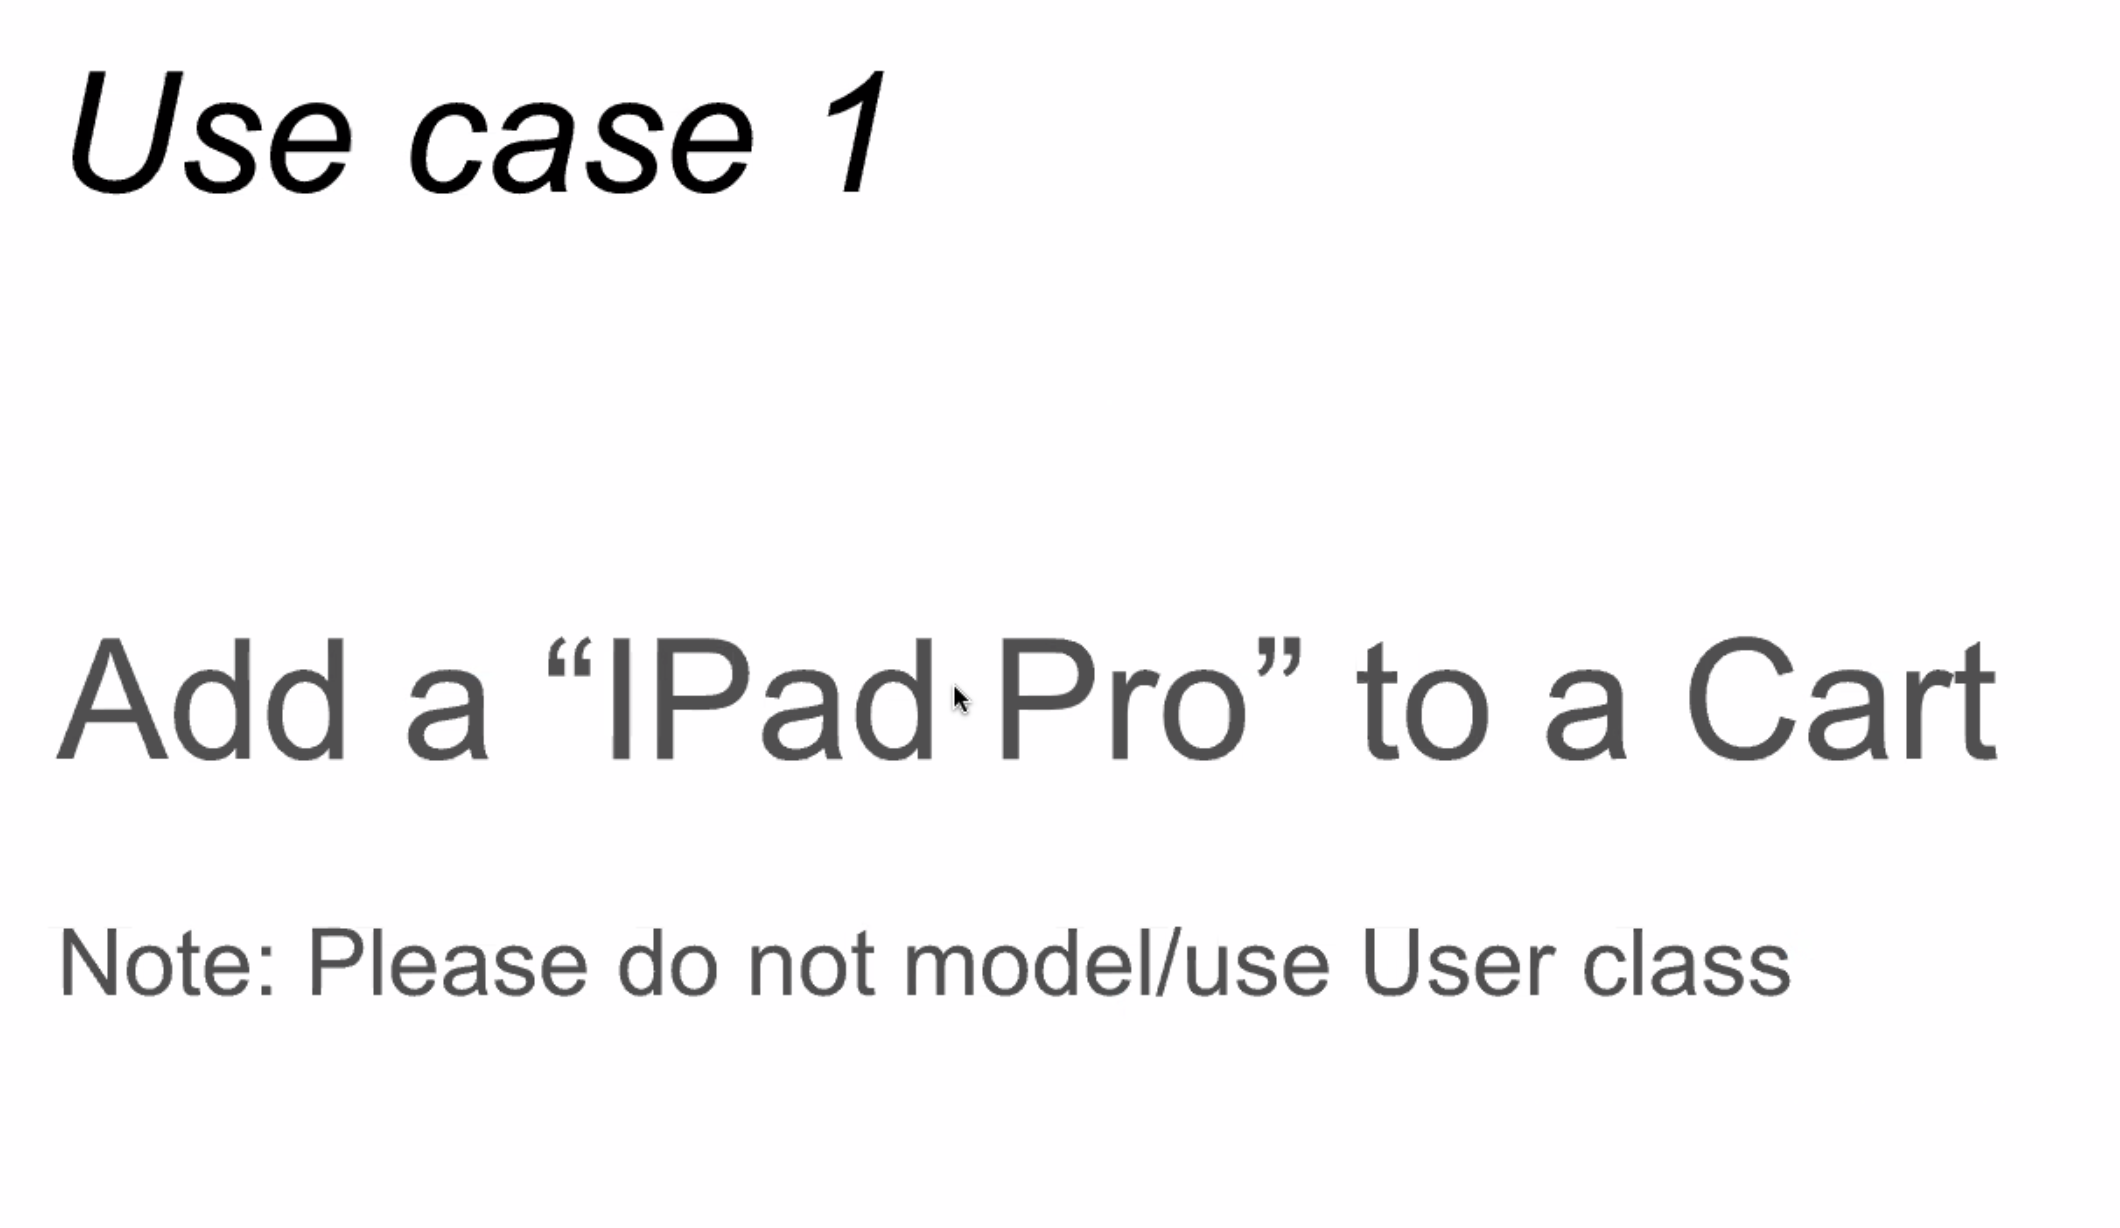 Use case 1
Add a “IPad Pro” to a Cart
Note: Please do not model/use User class